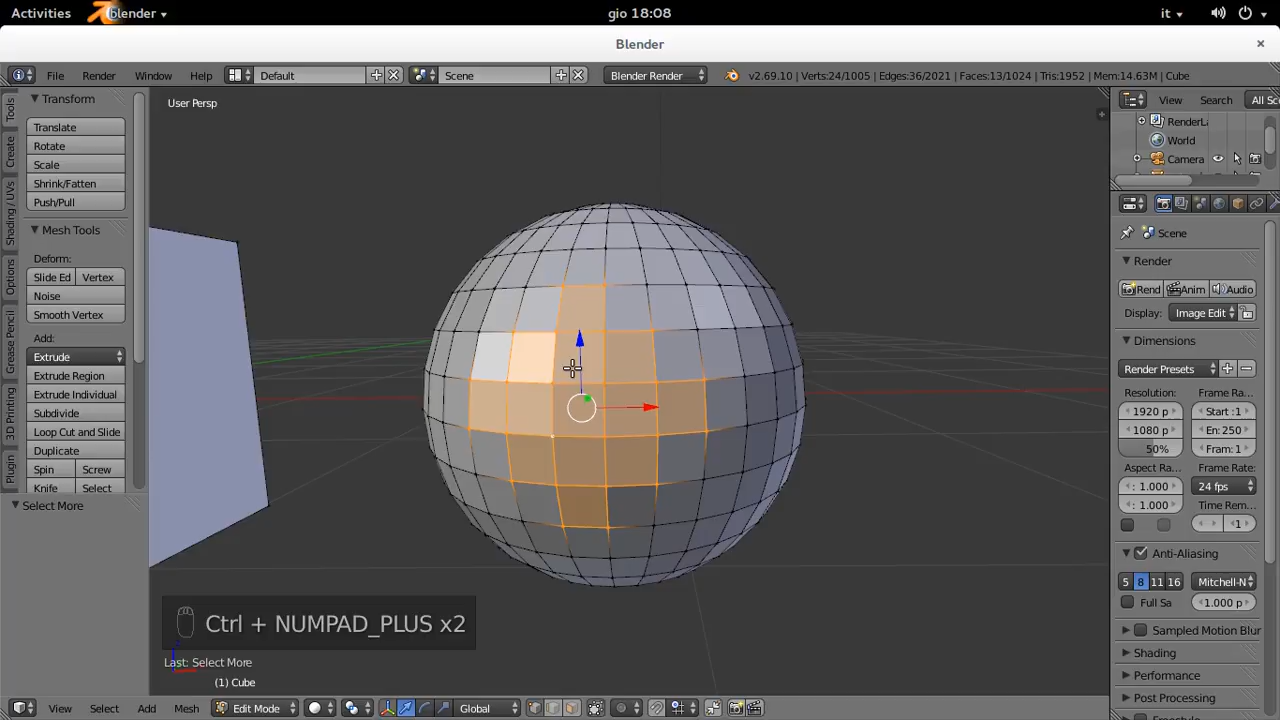 Activities blender it gio 18:08
Blender
File Render Window Help Default Scene Blender Render v2.69.10 | Verts:24/1005 | Edges:36/2021 | Faces:13/1024 | Tris:1952 | Mem:14.63M | Cube
Tools
Create
Shading / UVs
Options
Grease Pencil
3D Printing
Plugin
Transform
Translate
Rotate
Scale
Shrink/Fatten
Push/Pull
Mesh Tools
Deform:
Slide Ed Vertex
Noise
Smooth Vertex
Add:
Extrude
Extrude Region
Extrude Individual
Subdivide
Loop Cut and Slide
Duplicate
Spin Screw
Knife Select
Select More
User Persp
Ctrl + NUMPAD_PLUS x2
Last: Select More
(1) Cube
View Select Add Mesh Edit Mode Global
View Search All Sc
RenderLa
World
Camera
Scene
Render
Rend Anim Audio
Display: Image Edit
Dimensions
Render Presets
Resolution: Frame Ra...
1920 p Start :1
1080 p En: 250
50% Fram: 1
Aspect Ra... Frame Rate:
: 1.000 24 fps
: 1.000 Time Rem...
:1
Anti-Aliasing
5 8 11 16 Mitchell-N
Full Sa 1.000 p
Sampled Motion Blur
Shading
Performance
Post Processing